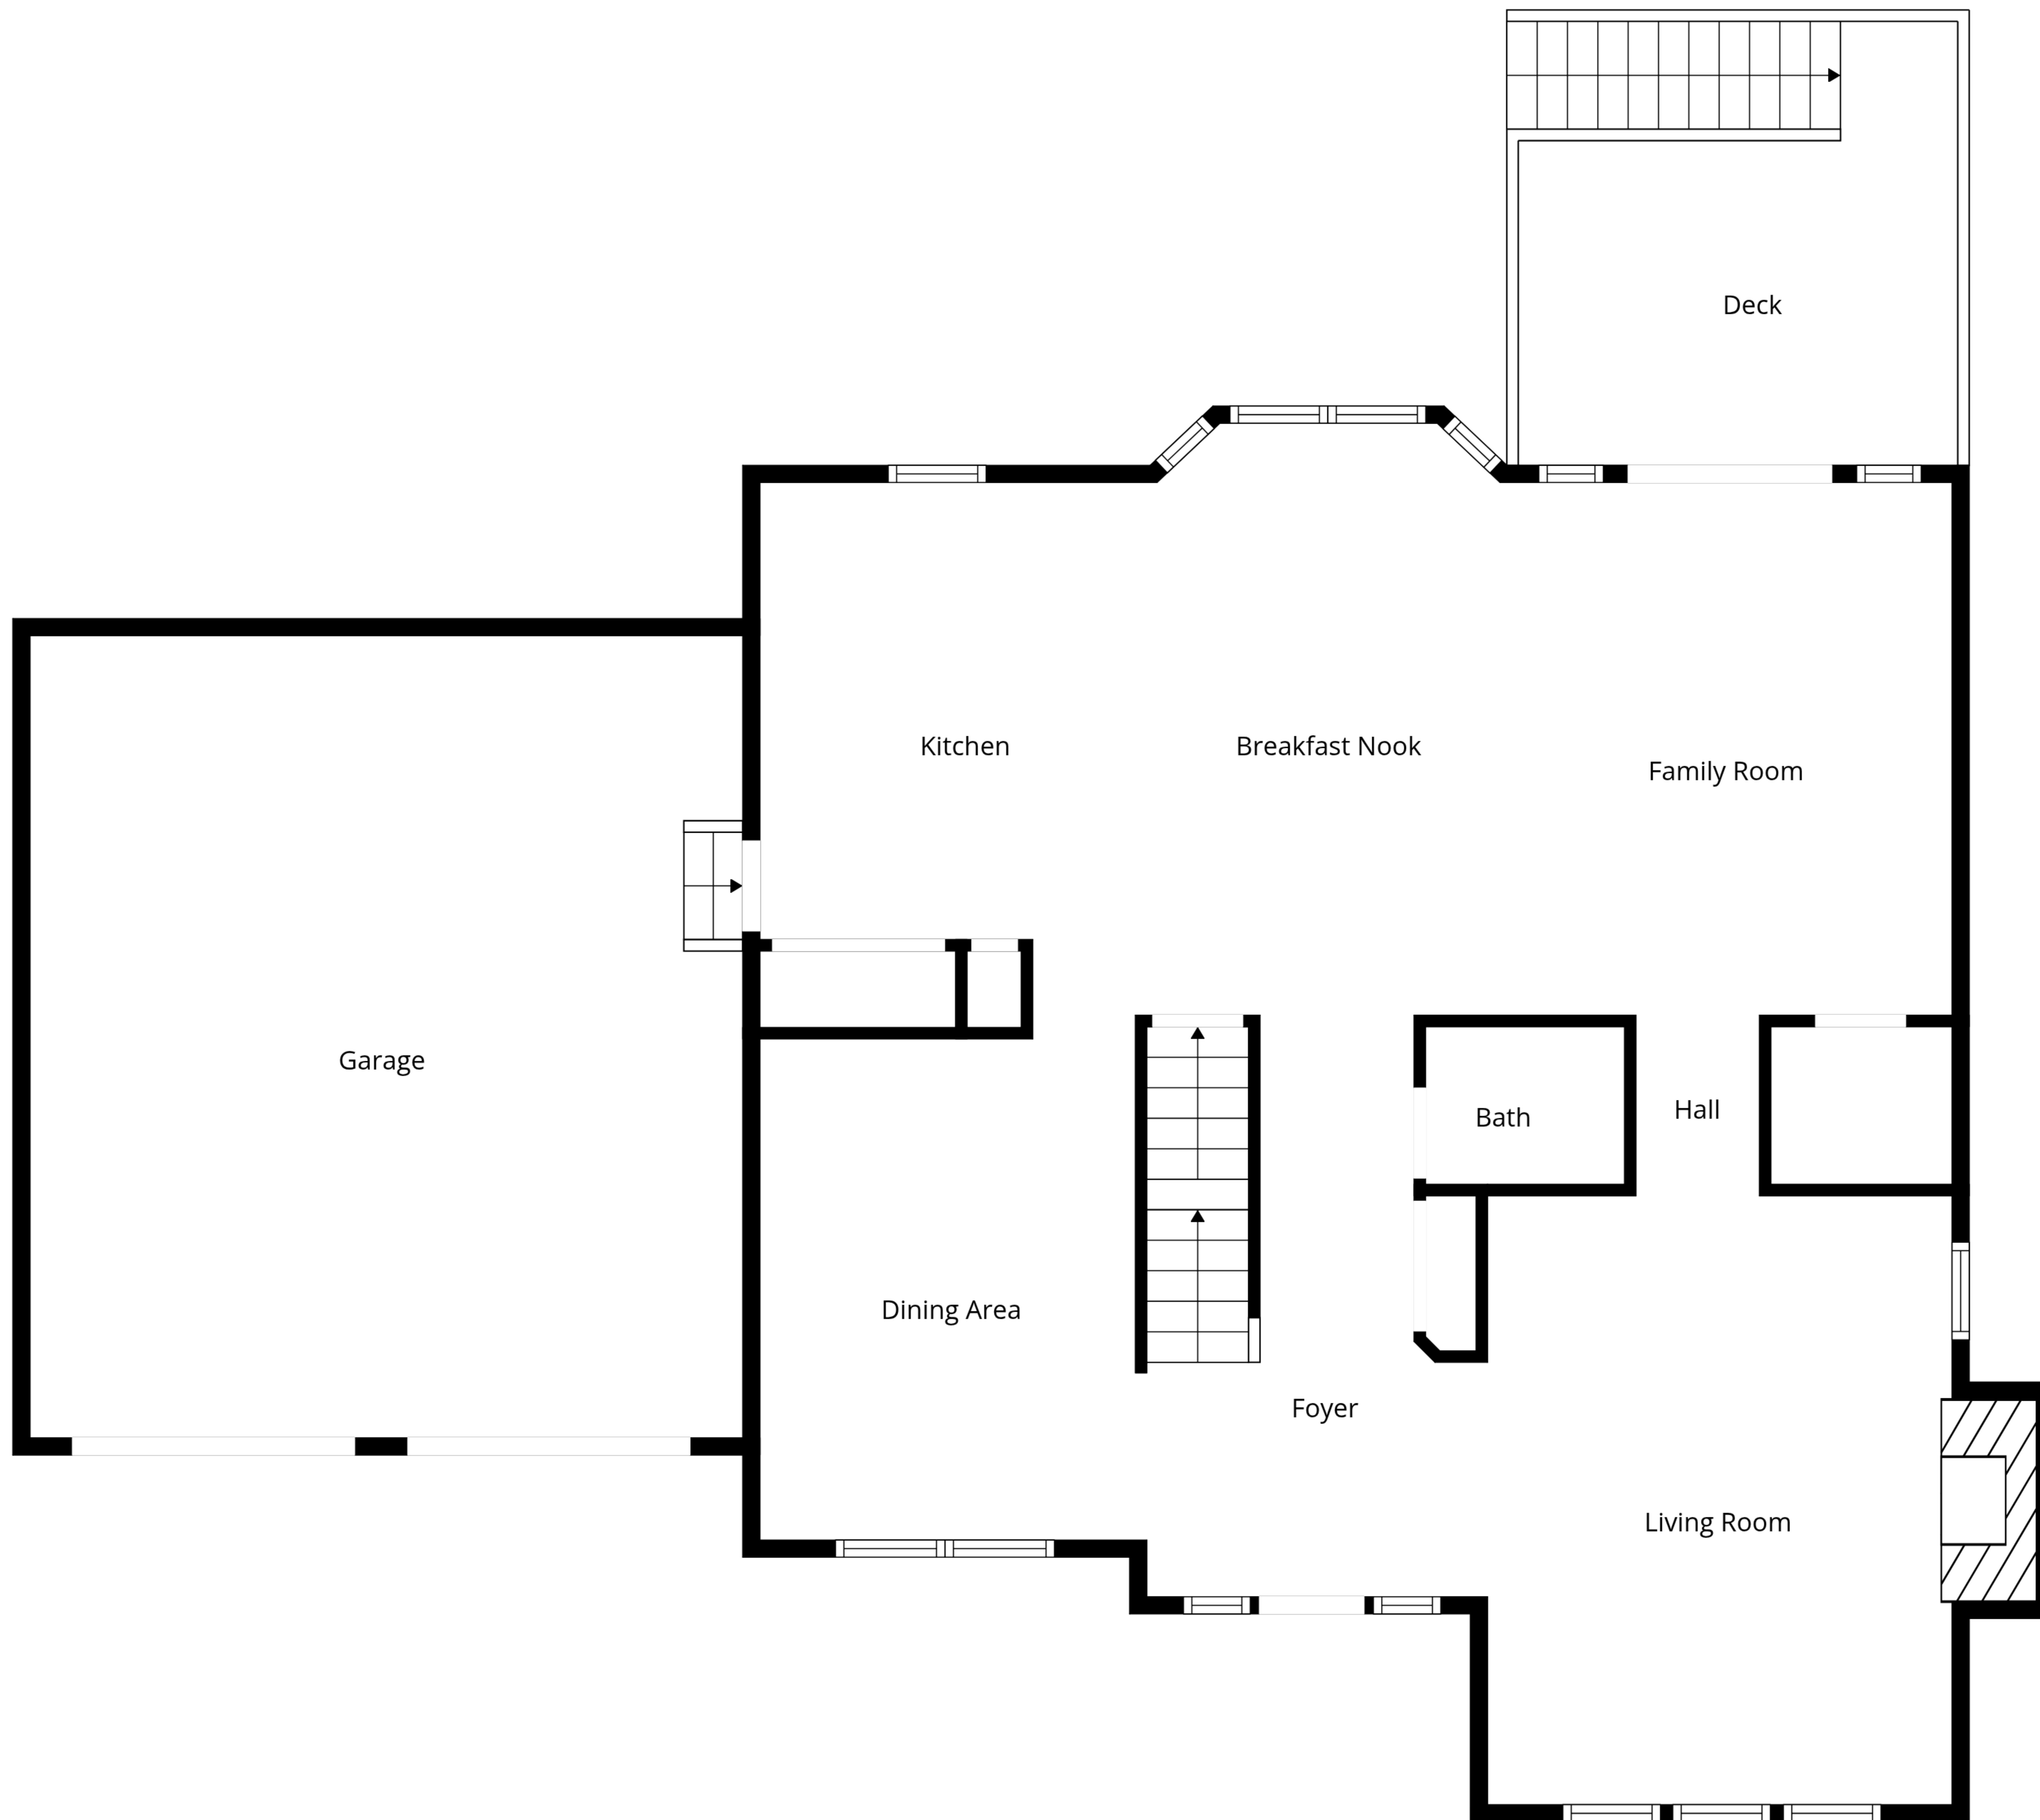 Deck
Kitchen
Breakfast Nook
Family Room
Garage
Bath
Hall
Dining Area
Foyer
Living Room